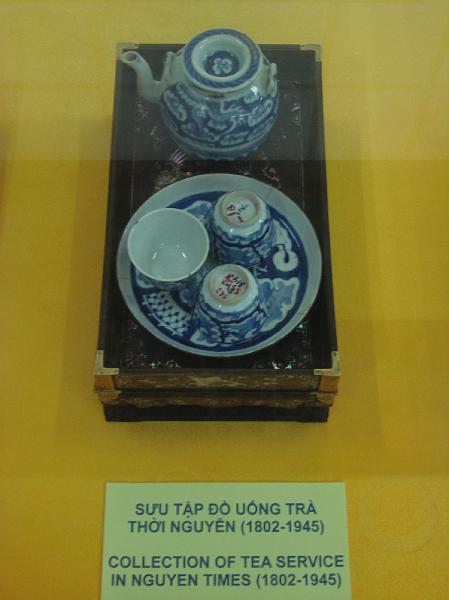 SƯU TẬP ĐỒ UỐNG TRÀ
THỜI NGUYỄN (1802-1945)
COLLECTION OF TEA SERVICE
IN NGUYEN TIMES (1802-1945)